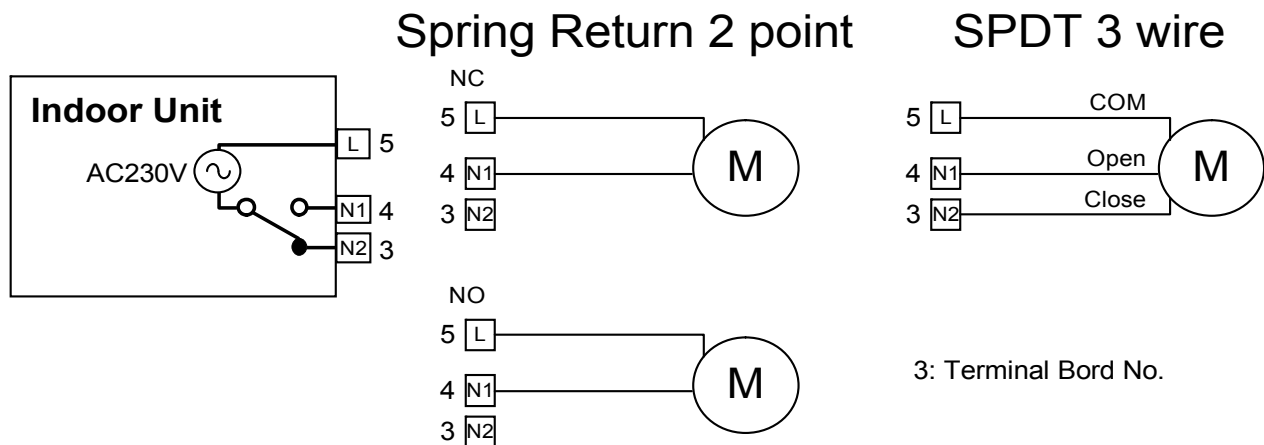 Spring Return 2 point
SPDT 3 wire
Indoor Unit
AC230V
L 5
N1 4
N2 3
NC
5 L
4 N1
3 N2
M
NO
5 L
4 N1
3 N2
M
5 L
4 N1
3 N2
COM
Open
Close
M
3: Terminal Bord No.